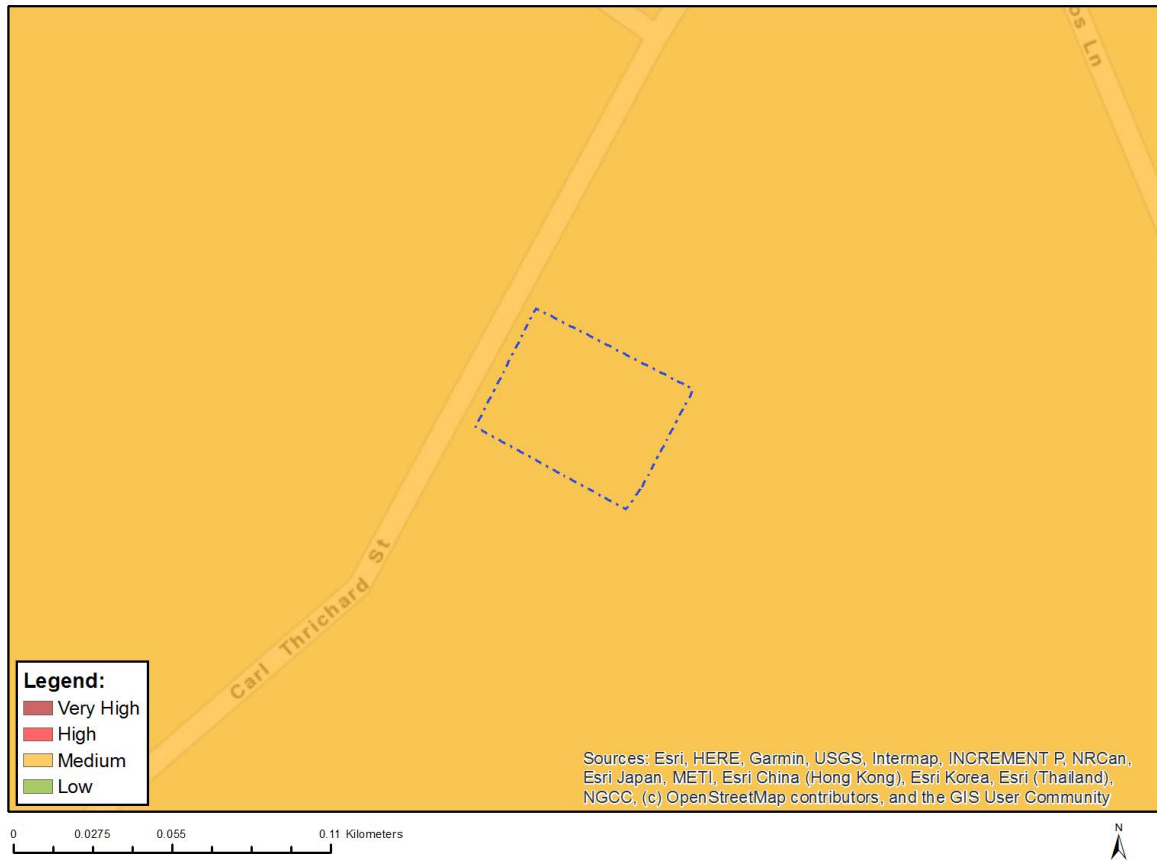 os Ln
Carl Thrichard St
Legend:
Very High
High
Medium
Low
Sources: Esri, HERE, Garmin, USGS, Intermap, INCREMENT P, NRCan,
Esri Japan, METI, Esri China (Hong Kong), Esri Korea, Esri (Thailand),
NGCC, (c) OpenStreetMap contributors, and the GIS User Community
0 0.0275 0.055 0.11 Kilometers
N